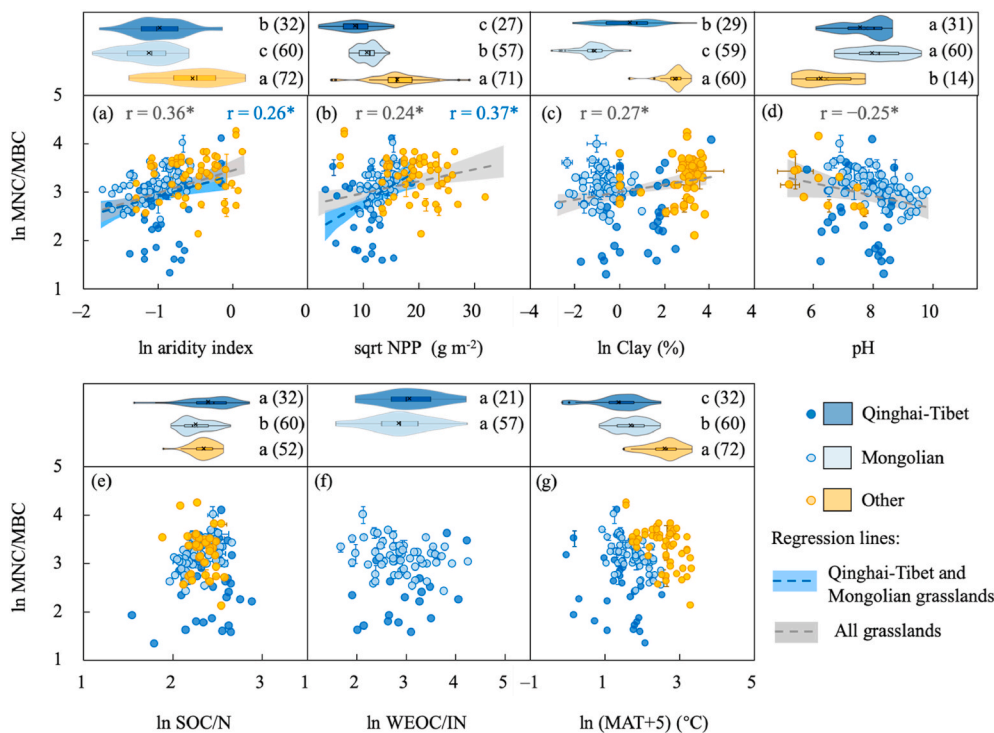 b (32)
c (60)
a (72)
c (27)
b (57)
a (71)
b (29)
c (59)
a (60)
a (31)
a (60)
b (14)
(a) r = 0.36* r = 0.26*
(b) r = 0.24* r = 0.37*
(c) r = 0.27*
(d) r = −0.25*
5
4
3
2
1
ln MNC/MBC
−2 −1 0
0 10 20 30
−4 −2 0 2 4
6 8 10
ln aridity index
sqrt NPP (g m⁻²)
ln Clay (%)
pH
a (32)
b (60)
a (52)
a (21)
a (57)
c (32)
b (60)
a (72)
(e)
(f)
(g)
5
4
3
2
1
ln MNC/MBC
1 2 3
2 3 4 5
−1 1 3 5
ln SOC/N
ln WEOC/IN
ln (MAT+5) (°C)
Qinghai-Tibet
Mongolian
Other
Regression lines:
Qinghai-Tibet and
Mongolian grasslands
All grasslands